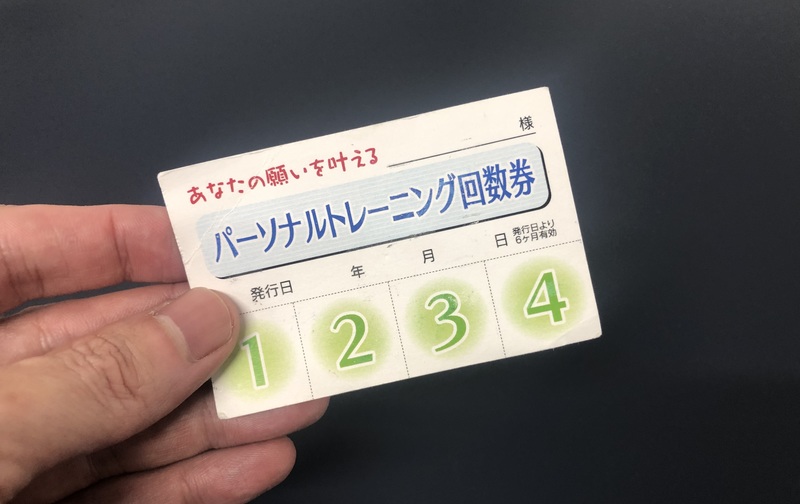 様
あなたの願いを叶える
パーソナルトレーニング回数券
発行日 年 月 日 発行日より
6ヶ月有効
1 2 3 4